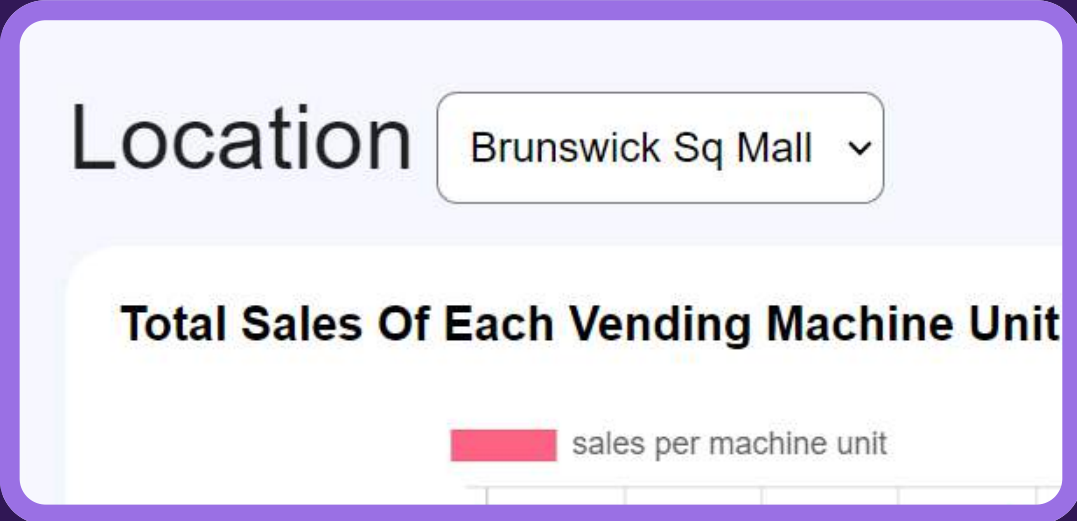 Location Brunswick Sq Mall
Total Sales Of Each Vending Machine Unit
sales per machine unit